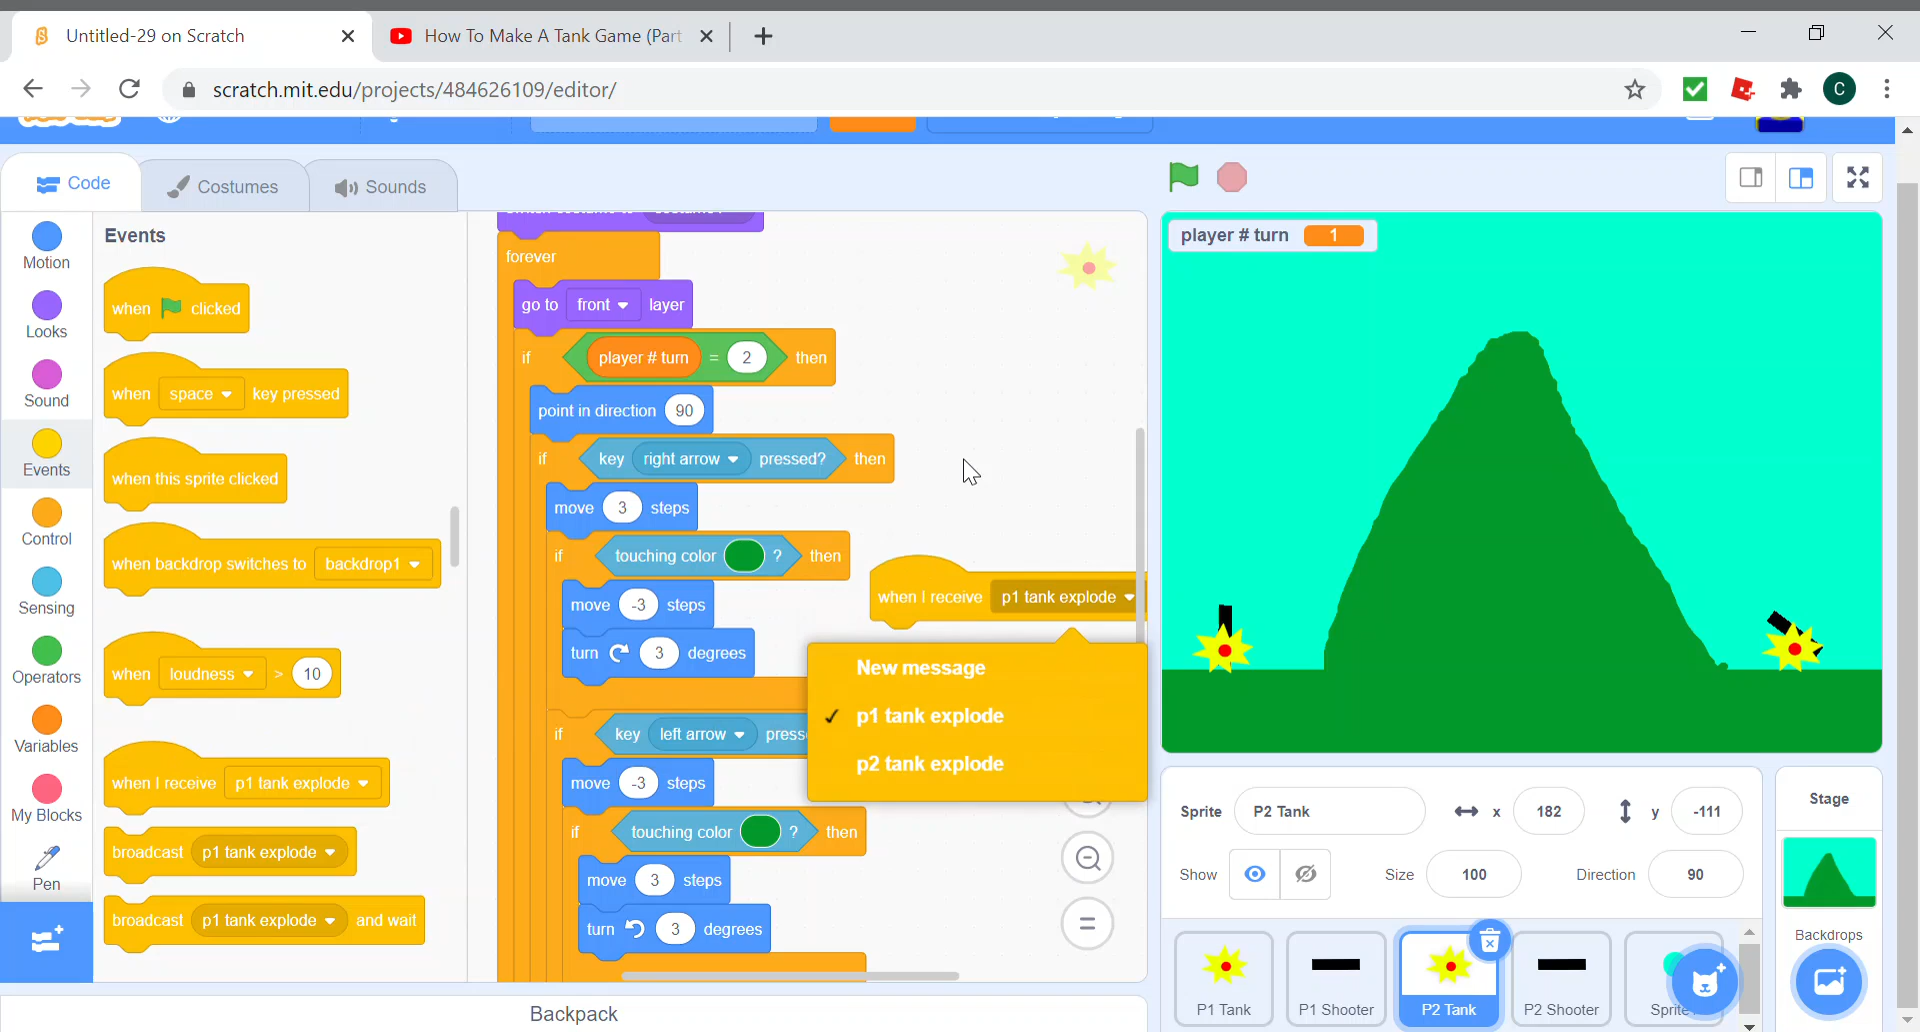 Untitled-29 on Scratch
How To Make A Tank Game (Part
scratch.mit.edu/projects/484626109/editor/
C
Code
Costumes
Sounds
Motion
Looks
Sound
Events
Control
Sensing
Operators
Variables
My Blocks
Pen
Events
when clicked
when space key pressed
when this sprite clicked
when backdrop switches to backdrop1
when loudness > 10
when I receive p1 tank explode
broadcast p1 tank explode
broadcast p1 tank explode and wait
forever
go to front layer
if player # turn = 2 then
point in direction 90
if key right arrow pressed? then
move 3 steps
if touching color ? then
move -3 steps
turn 3 degrees
if key left arrow press
move -3 steps
if touching color ? then
move 3 steps
turn 3 degrees
when I receive p1 tank explode
New message
p1 tank explode
p2 tank explode
Backpack
player # turn 1
Sprite P2 Tank x 182 y -111
Show Size 100 Direction 90
P1 Tank
P1 Shooter
P2 Tank
P2 Shooter
Sprite
Stage
Backdrops